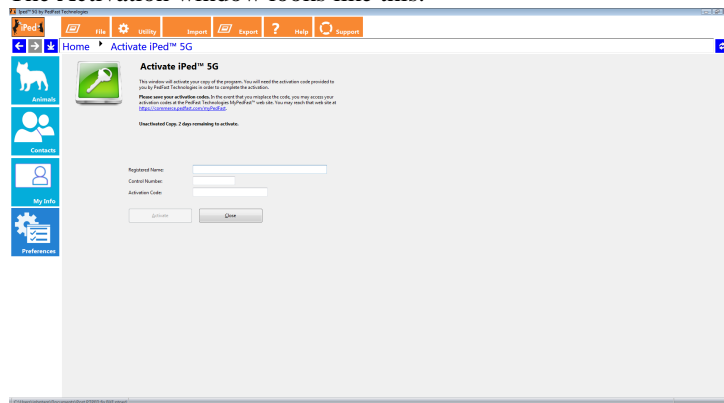 The Activation window looks like this:
Iped™ 5G by PedFast Technologies
iPed
File
Utility
Import
Export
Help
Support
Home
Activate iPed™ 5G
Animals
Contacts
My Info
Preferences
Activate iPed™ 5G
This window will activate your copy of the program. You will need the activation code provided to
you by PedFast Technologies in order to complete the activation.
Please save your activation codes. In the event that you misplace the code, you may access your
activation codes at the PedFast Technologies MyPedFast™ web site. You may reach that web site at
https://commerce.pedfast.com/myPedFast.
Unactivated Copy. 2 days remaining to activate.
Registered Name:
Control Number:
Activation Code:
Activate
Close